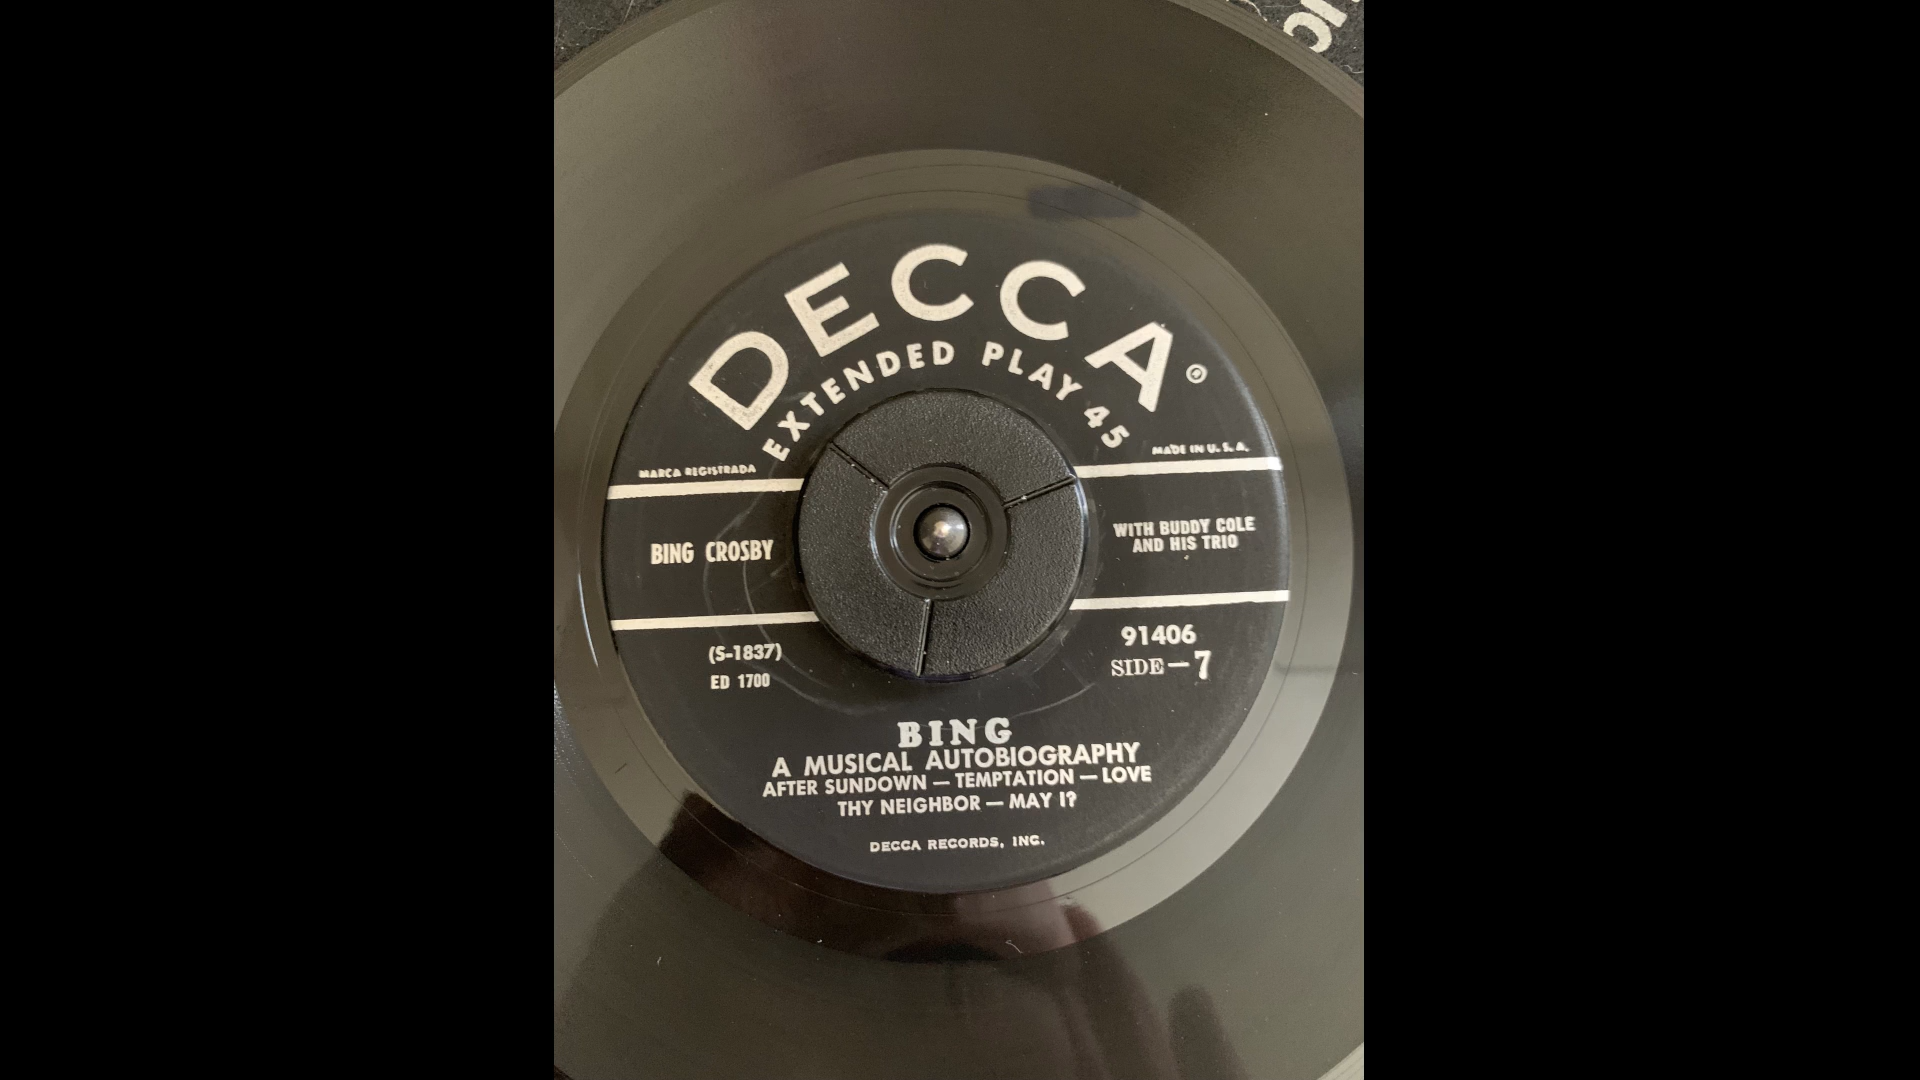 DECCA®
EXTENDED PLAY 45
MARCA REGISTRADA
MADE IN U.S.A.
BING CROSBY
WITH BUDDY COLE
AND HIS TRIO
(S-1837)
ED 1700
91406
SIDE—7
BING
A MUSICAL AUTOBIOGRAPHY
AFTER SUNDOWN — TEMPTATION — LOVE
THY NEIGHBOR — MAY I?
DECCA RECORDS, INC.